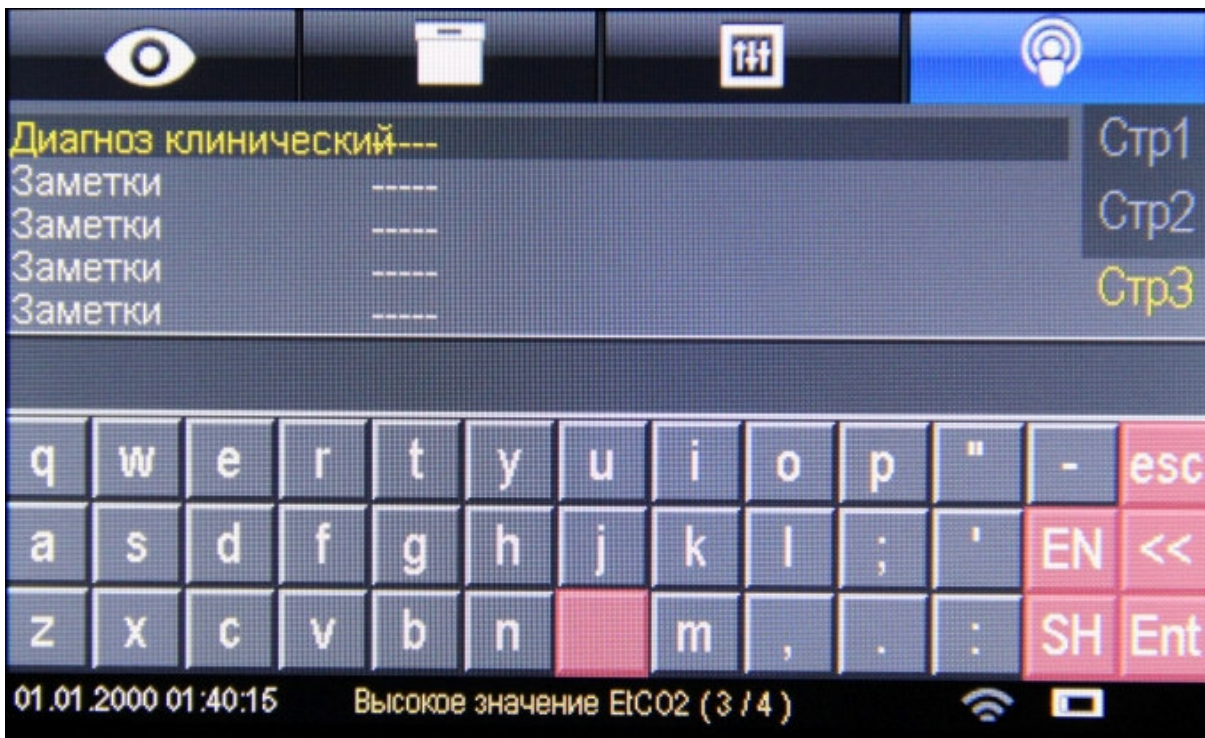 Диагноз клинический---
Стр1
Заметки -----
Стр2
Заметки -----
Заметки -----
Стр3
Заметки -----
q w e r t y u i o p " - esc
a s d f g h j k l ; ' EN <<
z x c v b n m , . : SH Ent
01.01.2000 01:40:15 Высокое значение EtCO2 ( 3 / 4 )